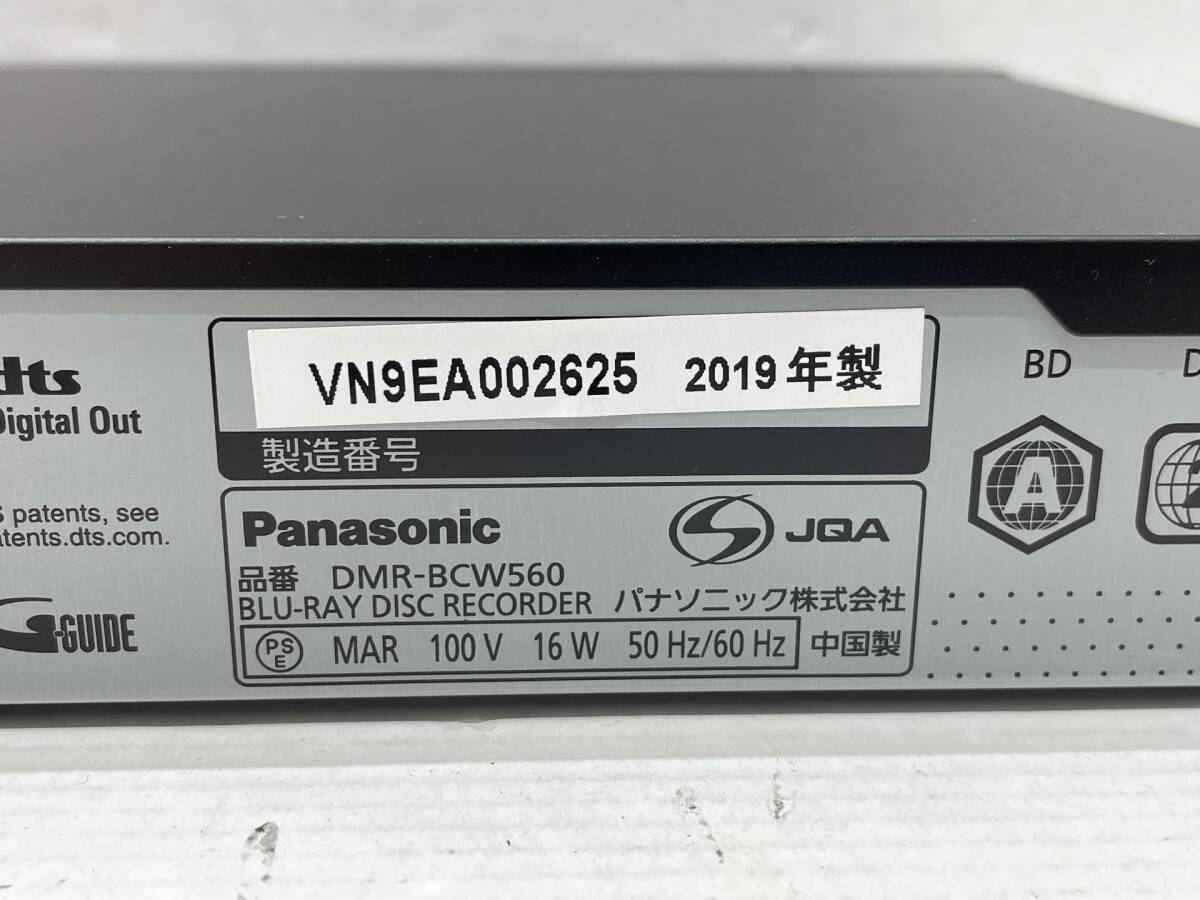 dts
Digital Out
patents, see
patents.dts.com.
G-GUIDE
VN9EA002625 2019年製
製造番号
Panasonic
JQA
品番 DMR-BCW560
BLU-RAY DISC RECORDER パナソニック株式会社
PSE MAR 100 V 16 W 50 Hz/60 Hz 中国製
BD
A